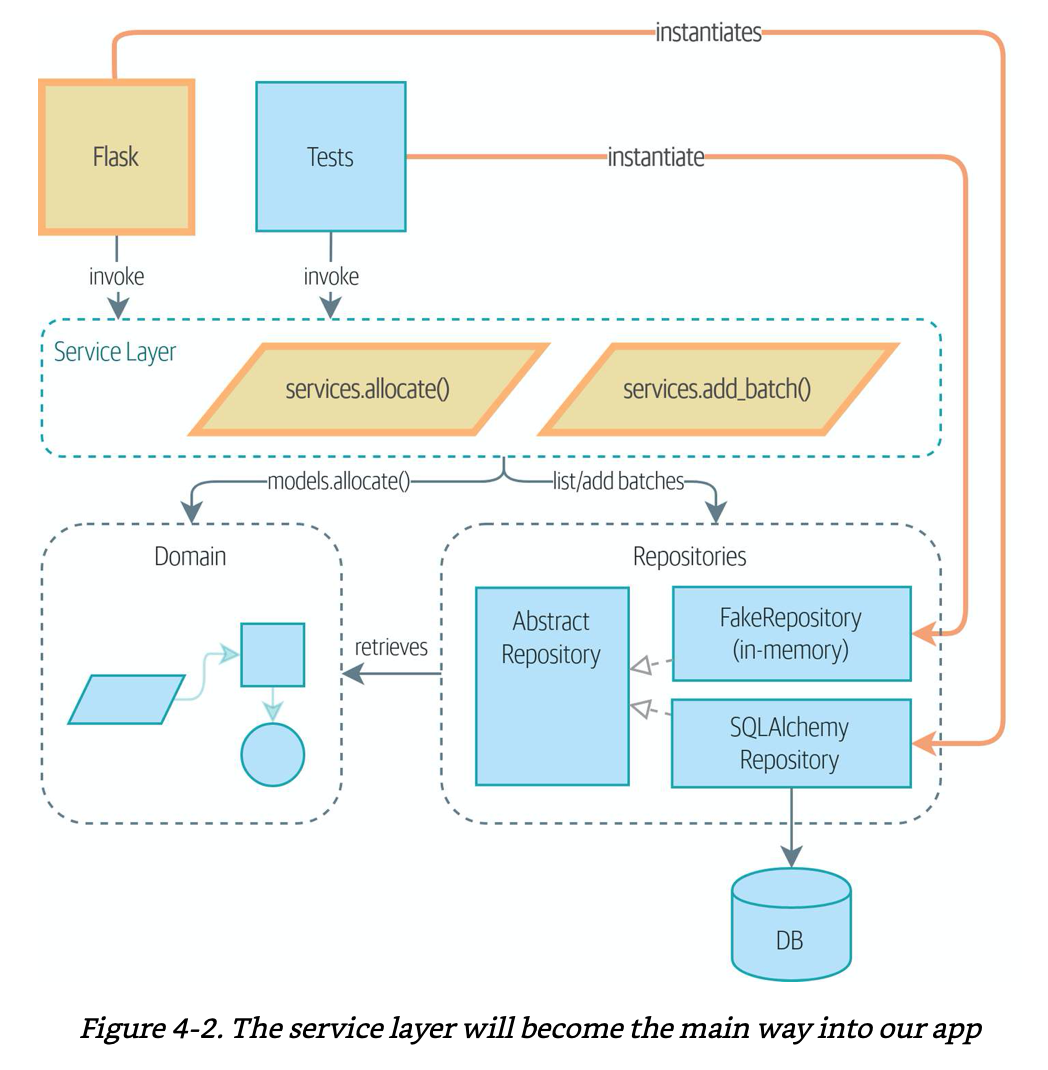 instantiates
Flask
Tests
instantiate
invoke
invoke
Service Layer
services.allocate()
services.add_batch()
models.allocate()
list/add batches
Domain
Repositories
Abstract
Repository
FakeRepository
(in-memory)
retrieves
SQLAlchemy
Repository
DB
Figure 4-2. The service layer will become the main way into our app